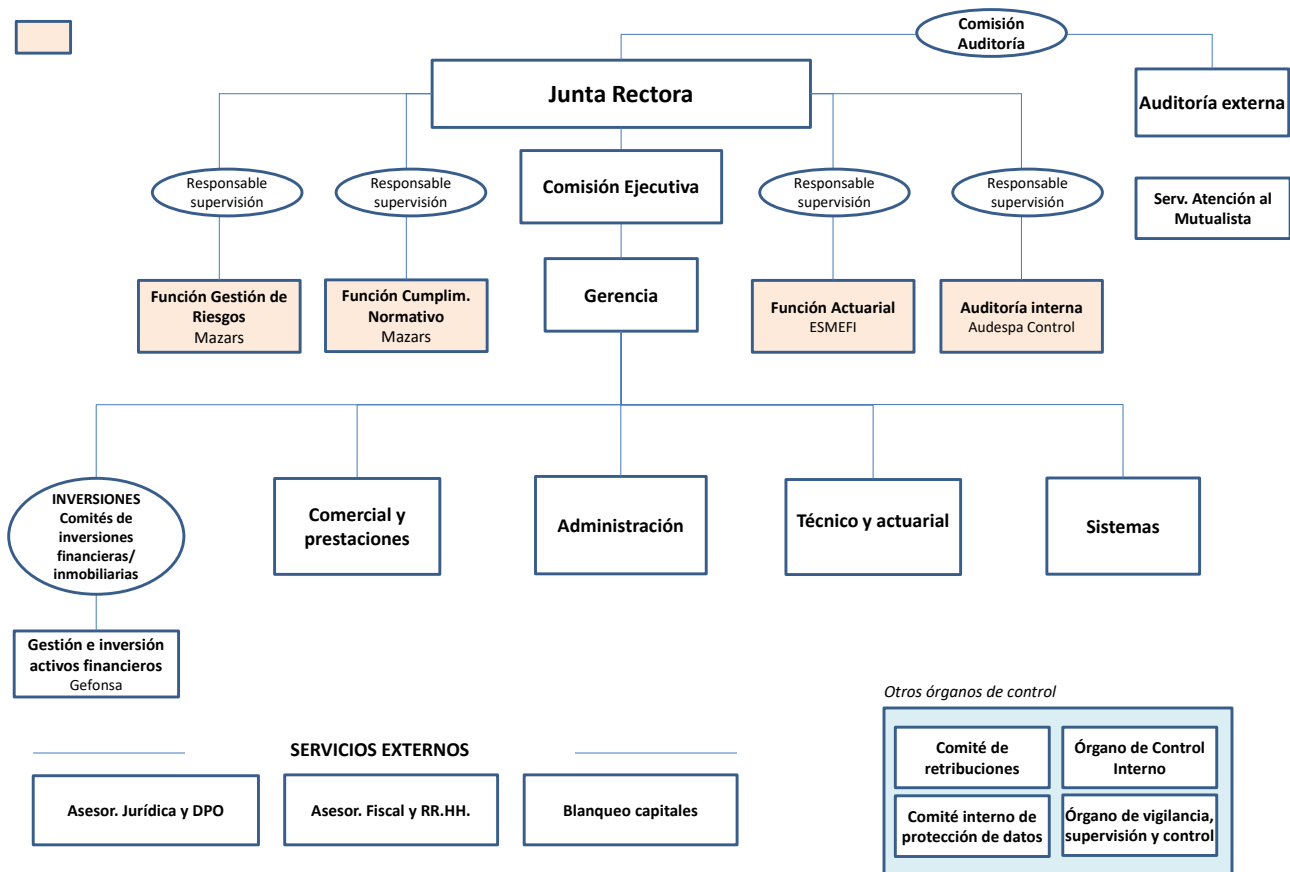 Comisión
Auditoría
Junta Rectora
Auditoría externa
Responsable
supervisión
Responsable
supervisión
Comisión Ejecutiva
Responsable
supervisión
Responsable
supervisión
Serv. Atención al
Mutualista
Función Gestión de
Riesgos
Mazars
Función Cumplim.
Normativo
Mazars
Gerencia
Función Actuarial
ESMEFI
Auditoría interna
Audespa Control
INVERSIONES
Comités de
inversiones
financieras/
inmobiliarias
Comercial y
prestaciones
Administración
Técnico y actuarial
Sistemas
Gestión e inversión
activos financieros
Gefonsa
Otros órganos de control
Comité de
retribuciones
Órgano de Control
Interno
Comité interno de
protección de datos
Órgano de vigilancia,
supervisión y control
SERVICIOS EXTERNOS
Asesor. Jurídica y DPO
Asesor. Fiscal y RR.HH.
Blanqueo capitales